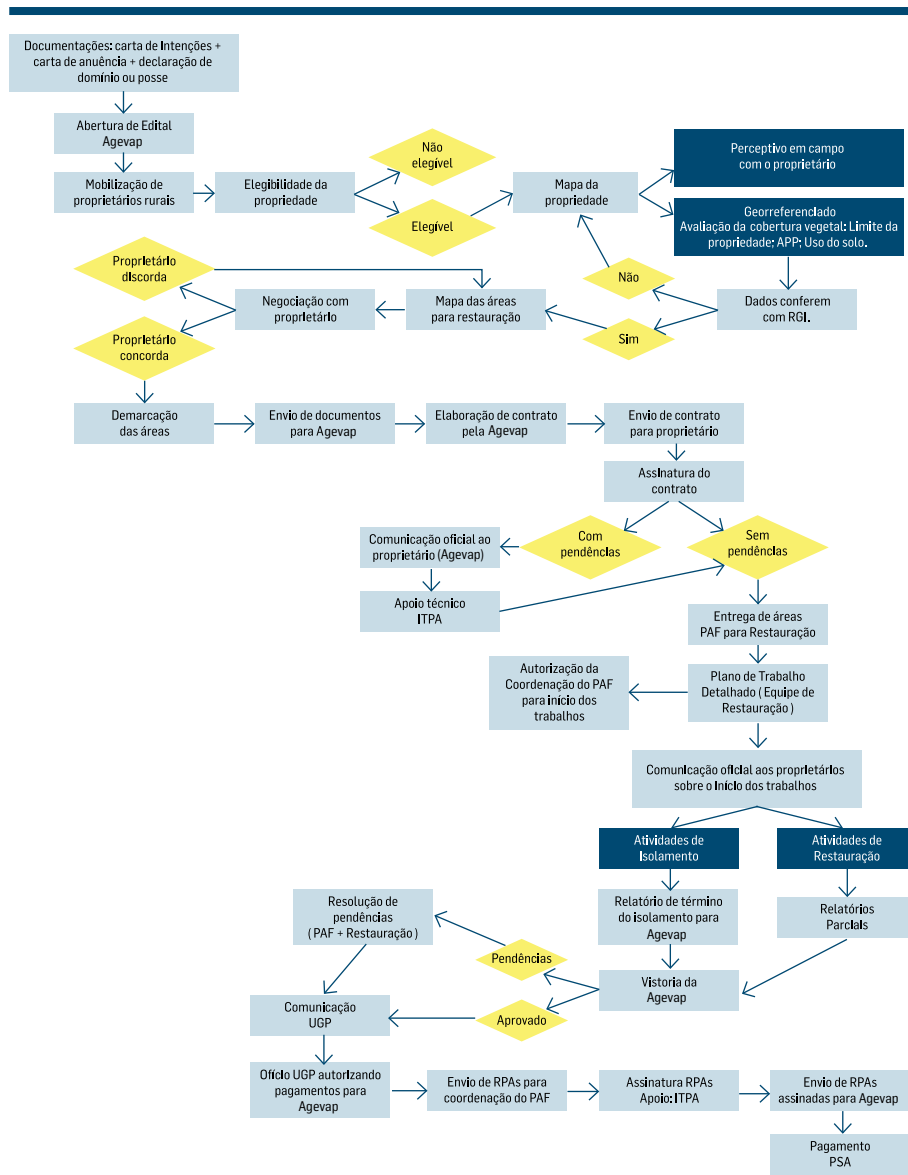 Documentações: carta de Intenções +
carta de anuência + declaração de
domínio ou posse
Abertura de Edital
Agevap
Mobilização de
proprietários rurais
Elegibilidade da
propriedade
Não
elegível
Elegível
Mapa da
propriedade
Perceptivo em campo
com o proprietário
Georreferenclado
Avaliação da cobertura vegetal: Limite da
propriedade; APP; Uso do solo.
Proprletárlo
dlscorda
Negociação com
proprietário
Mapa das áreas
para restauração
Não
Sim
Dados conferem
com RGI.
Proprletárlo
concorda
Demarcação
das áreas
Envio de documentos
para Agevap
Elaboração de contrato
pela Agevap
Envio de contrato
para proprietário
Assinatura do
contrato
Com
pendências
Sem
pendências
Comunicação oficial ao
proprietário (Agevap)
Apoio técnico
ITPA
Entrega de áreas
PAF para Restauração
Autorização da
Coordenação do PAF
para início dos
trabalhos
Plano de Trabalho
Detalhado ( Equipe de
Restauração )
Comunicação oficlal aos proprietários
sobre o início dos trabalhos
Atividades de
Isolamento
Atividades de
Restauração
Resolução de
pendências
( PAF + Restauração )
Relatório de término
do isolamento para
Agevap
Relatórios
Parclals
Pendências
Vistoria da
Agevap
Comunicação
UGP
Aprovado
Ofíclo UGP autorizando
pagamentos para
Agevap
Envio de RPAs para
coordenação do PAF
Assinatura RPAs
Apoio: ITPA
Envio de RPAs
assinadas para Agevap
Pagamento
PSA